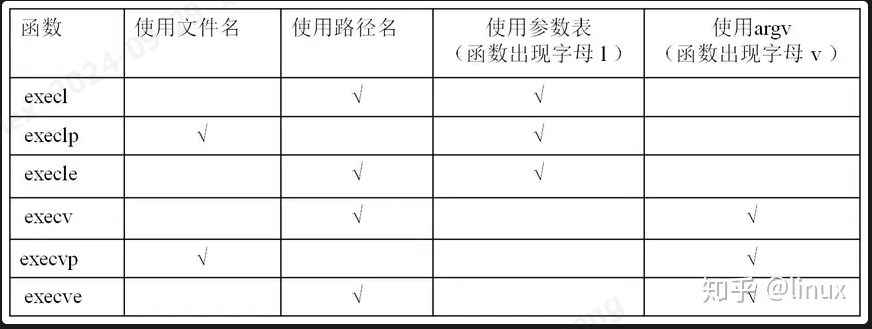 函数 使用文件名 使用路径名 使用参数表 使用argv
（函数出现字母 l ） （函数出现字母 v ）
execl √ √
execlp √ √
execle √ √
execv √ √
execvp √ √
execve √ √
知乎 @linux